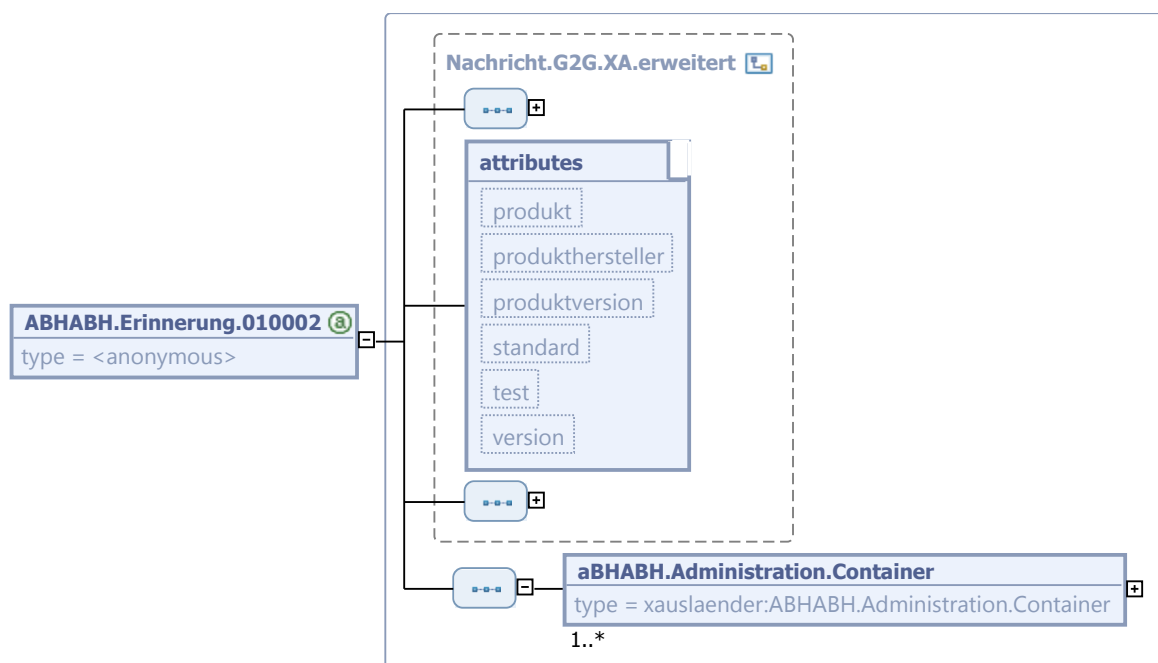 Nachricht.G2G.XA.erweitert
attributes
produkt
produkthersteller
produktversion
standard
test
version
ABHABH.Erinnerung.010002 a
type = <anonymous>
aBHABH.Administration.Container
type = xauslaender:ABHABH.Administration.Container
1..*